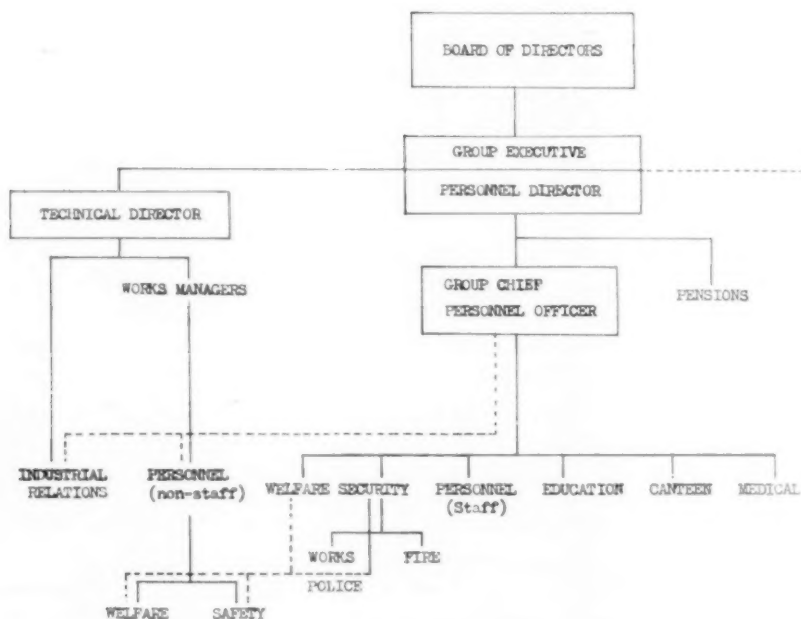 BOARD OF DIRECTORS
GROUP EXECUTIVE
PERSONNEL DIRECTOR
TECHNICAL DIRECTOR
WORKS MANAGERS
GROUP CHIEF
PERSONNEL OFFICER
PENSIONS
INDUSTRIAL
RELATIONS
PERSONNEL
(non-staff)
WELFARE
SECURITY
PERSONNEL
(Staff)
EDUCATION
CANTEEN
MEDICAL
WORKS
FIRE
POLICE
WELFARE
SAFETY